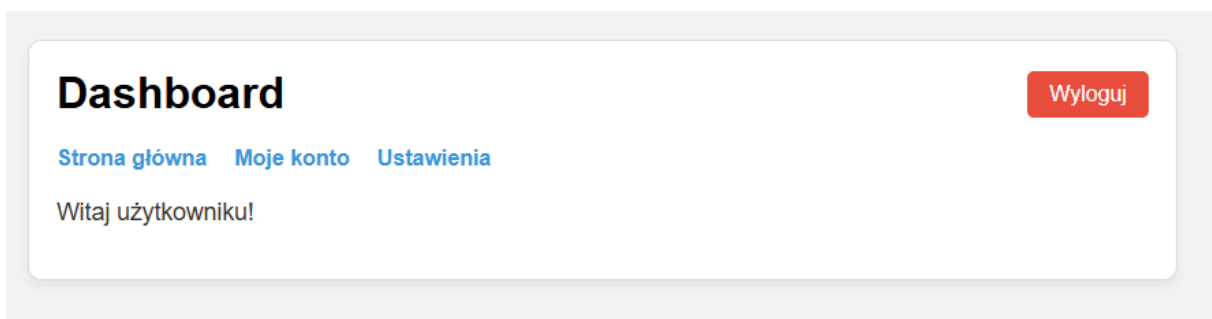 Dashboard
Wyloguj
Strona główna Moje konto Ustawienia
Witaj użytkowniku!